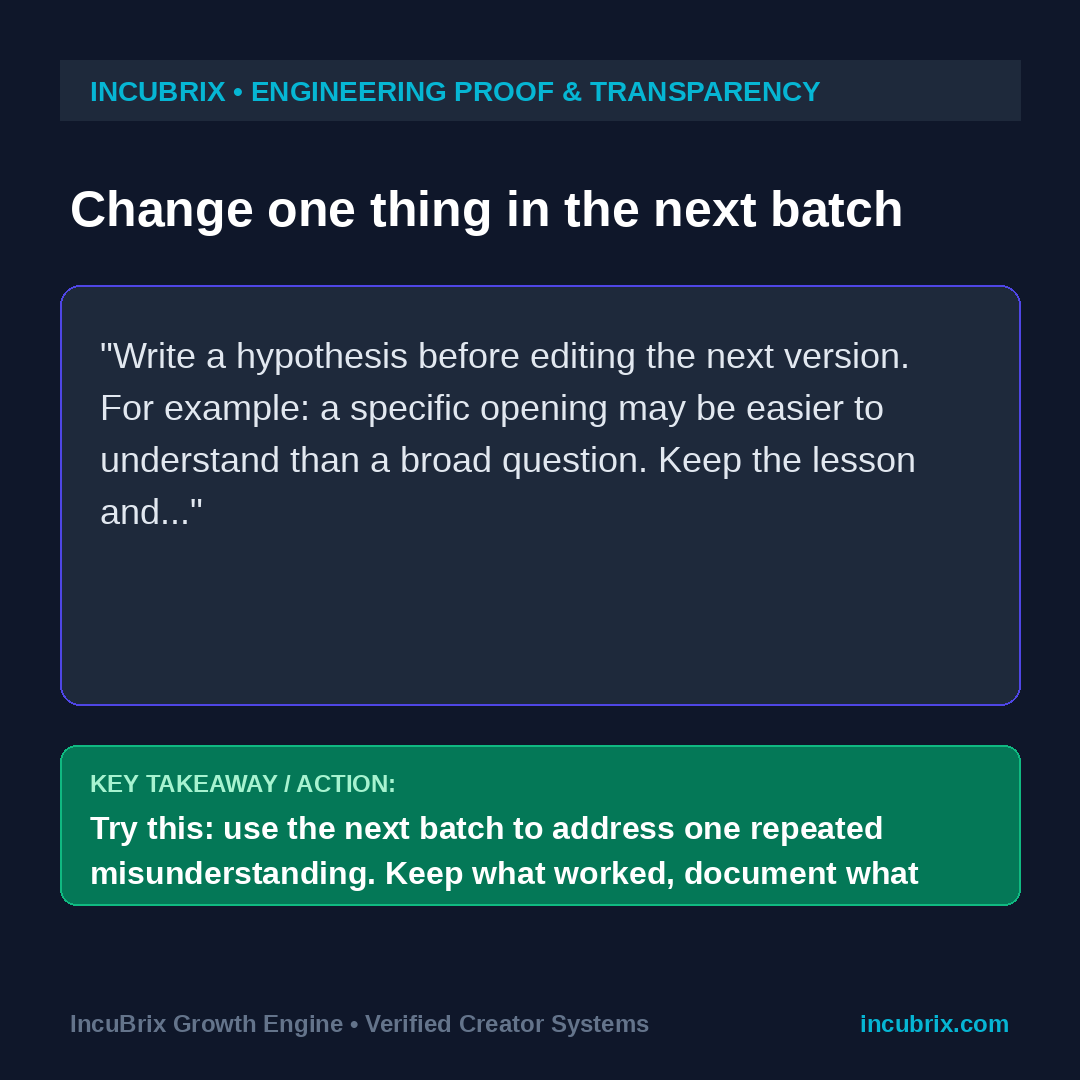 INCUBRIX • ENGINEERING PROOF & TRANSPARENCY
Change one thing in the next batch
"Write a hypothesis before editing the next version.
For example: a specific opening may be easier to
understand than a broad question. Keep the lesson
and..."
KEY TAKEAWAY / ACTION:
Try this: use the next batch to address one repeated
misunderstanding. Keep what worked, document what
IncuBrix Growth Engine • Verified Creator Systems
incubrix.com